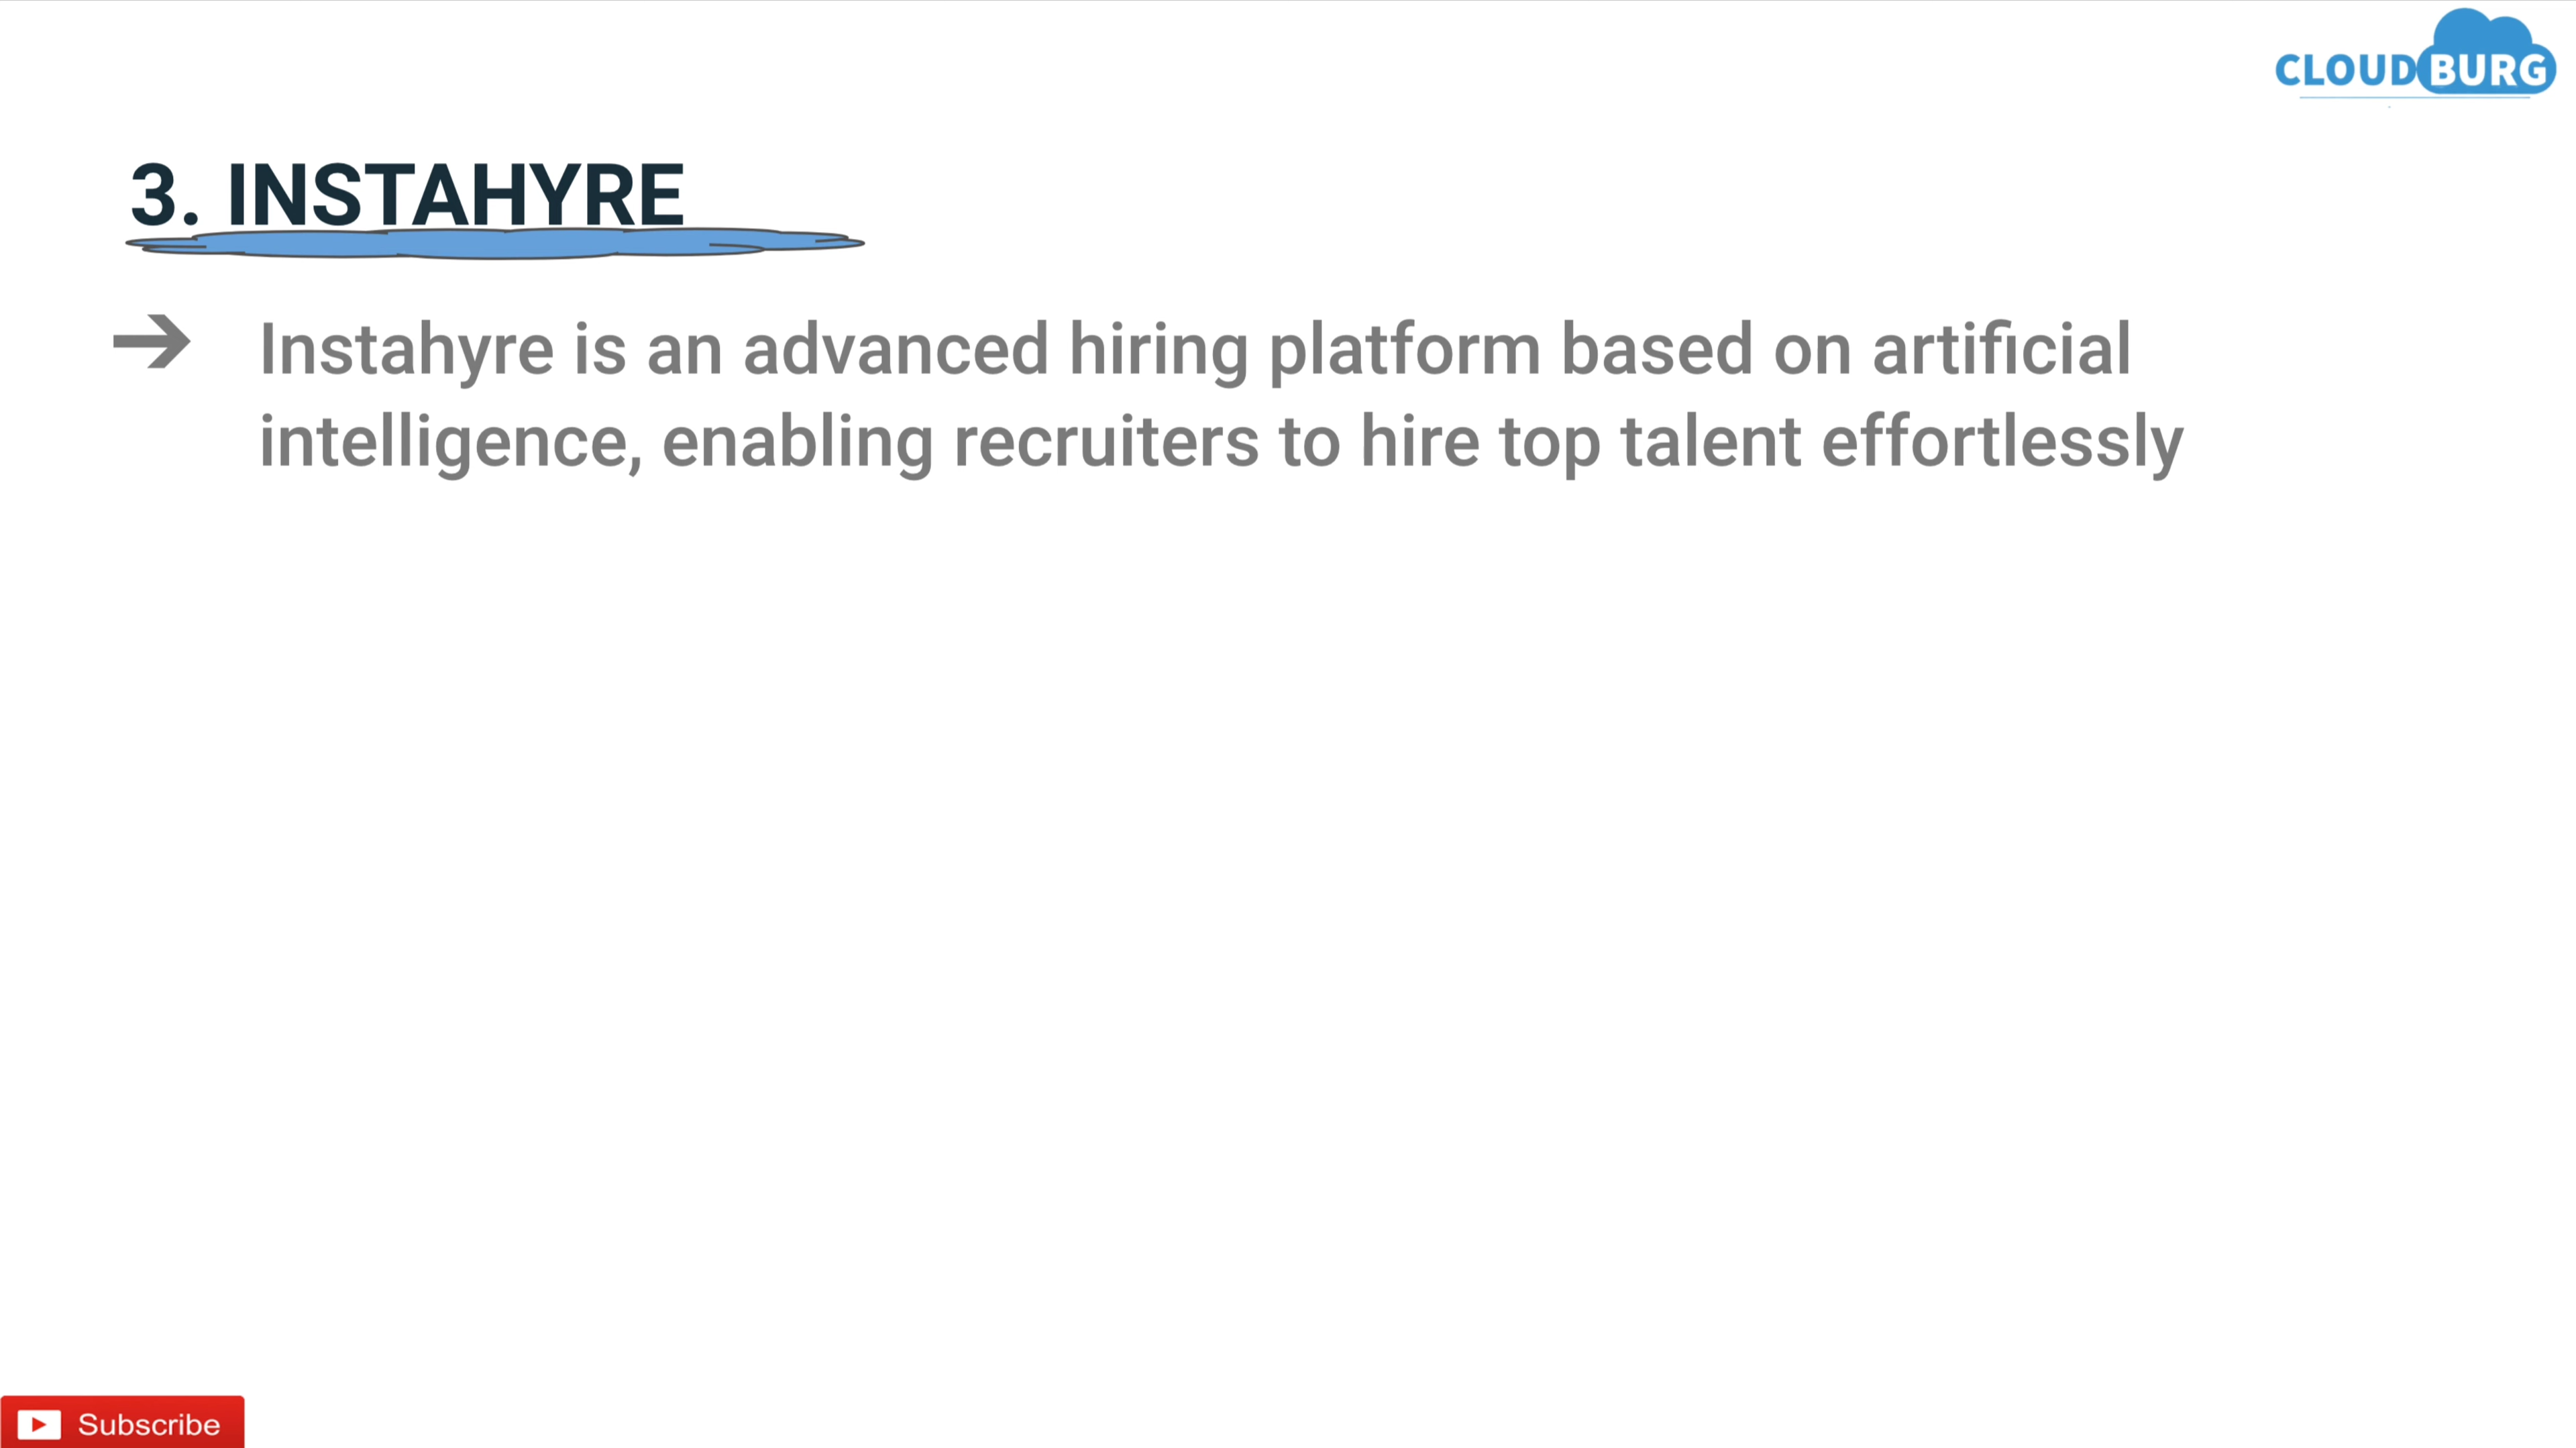 CLOUDBURG
3. INSTAHYRE
➔ Instahyre is an advanced hiring platform based on artificial
intelligence, enabling recruiters to hire top talent effortlessly
Subscribe